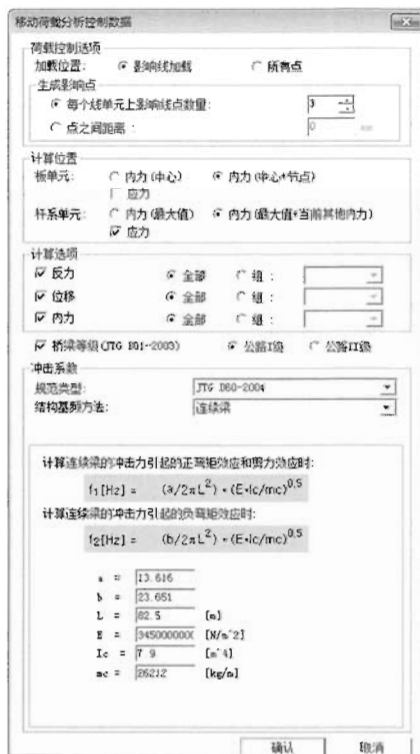 移动荷载分析控制数据
荷载控制选项
加载位置: 影响线加载 所有点
生成影响点
每个线单元上影响线点数量: 3
点之间距离: 0
计算位置
板单元: 内力(中心) 内力(中心+节点)
应力
杆系单元: 内力(最大值) 内力(最大值+当前其他内力)
应力
计算选项
反力 全部 组:
位移 全部 组:
内力 全部 组:
桥梁等级(JTG B01-2003) 公路I级 公路II级
冲击系数
规范类型: JTG D60-2004
结构基频方法: 连续梁
计算连续梁的冲击力引起的正弯矩效应和剪力效应时:
f₁[Hz] = (a/2πL²) * (E*Ic/mc)^0.5
计算连续梁的冲击力引起的负弯矩效应时:
f₂[Hz] = (b/2πL²) * (E*Ic/mc)^0.5
a = 13.616
b = 23.651
L = 82.5 [m]
E = 345000000 [N/m^2]
Ic = 7.9 [m^4]
mc = 26212 [kg/m]
确认 取消